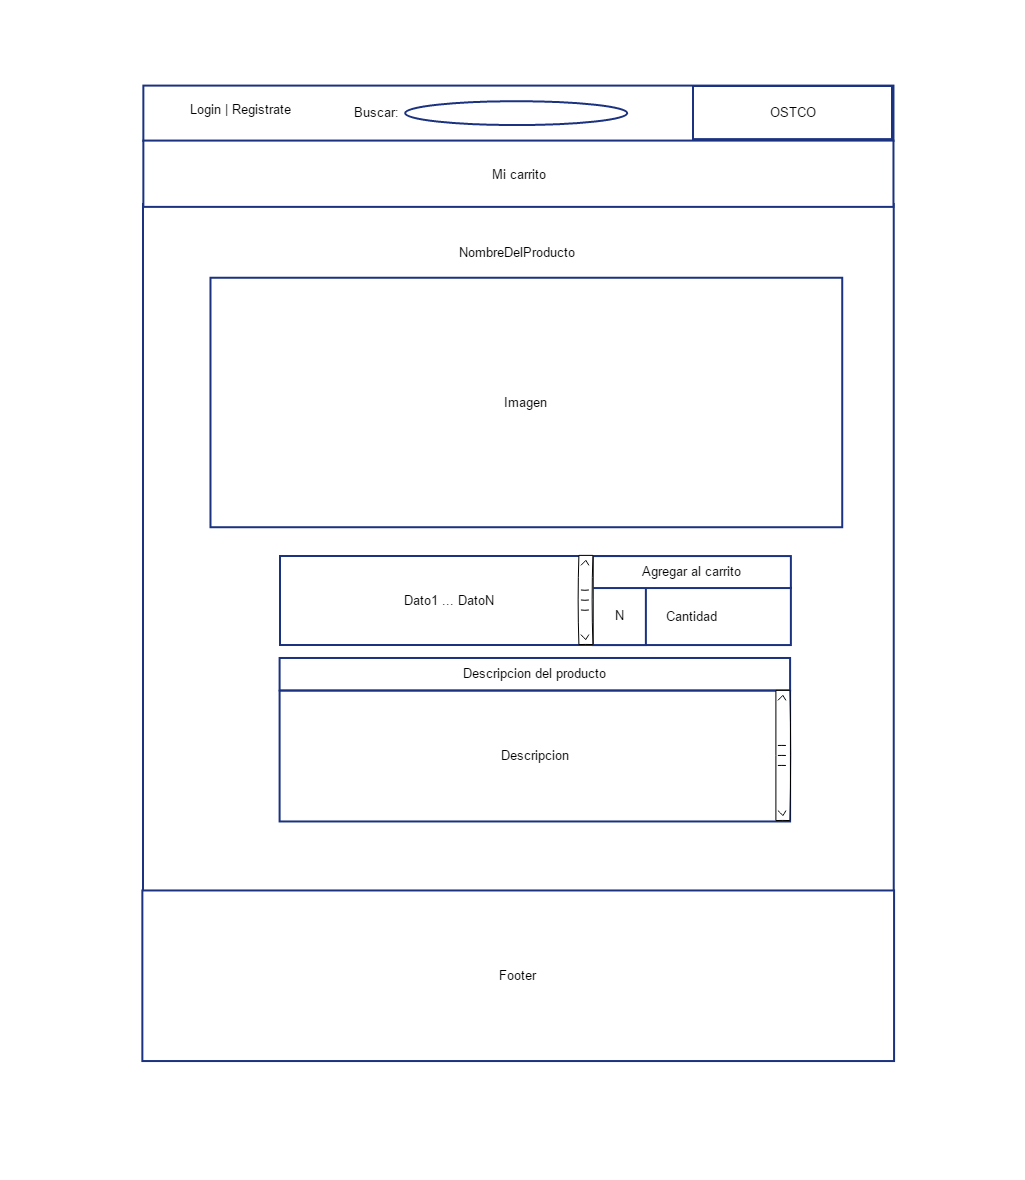 Login | Registrate
Buscar:
OSTCO
Mi carrito
NombreDelProducto
Imagen
Dato1 ... DatoN
Agregar al carrito
N
Cantidad
Descripcion del producto
Descripcion
Footer